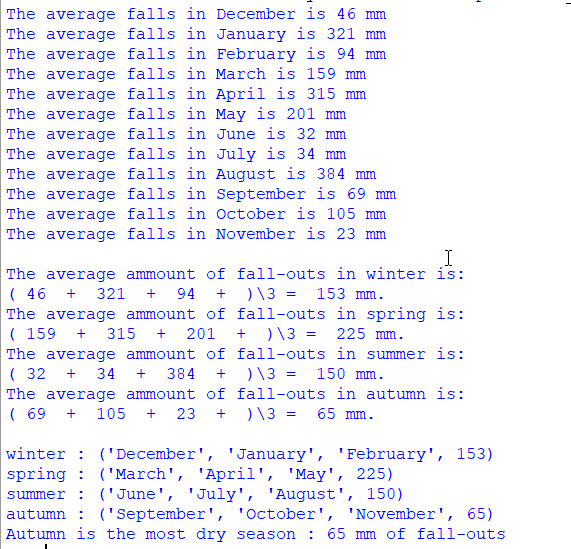 The average falls in December is 46 mm
The average falls in January is 321 mm
The average falls in February is 94 mm
The average falls in March is 159 mm
The average falls in April is 315 mm
The average falls in May is 201 mm
The average falls in June is 32 mm
The average falls in July is 34 mm
The average falls in August is 384 mm
The average falls in September is 69 mm
The average falls in October is 105 mm
The average falls in November is 23 mm
The average ammount of fall-outs in winter is:
( 46  +  321  +  94  +  )\3 =  153 mm.
The average ammount of fall-outs in spring is:
( 159  +  315  +  201  +  )\3 =  225 mm.
The average ammount of fall-outs in summer is:
( 32  +  34  +  384  +  )\3 =  150 mm.
The average ammount of fall-outs in autumn is:
( 69  +  105  +  23  +  )\3 =  65 mm.
winter : ('December', 'January', 'February', 153)
spring : ('March', 'April', 'May', 225)
summer : ('June', 'July', 'August', 150)
autumn : ('September', 'October', 'November', 65)
Autumn is the most dry season : 65 mm of fall-outs